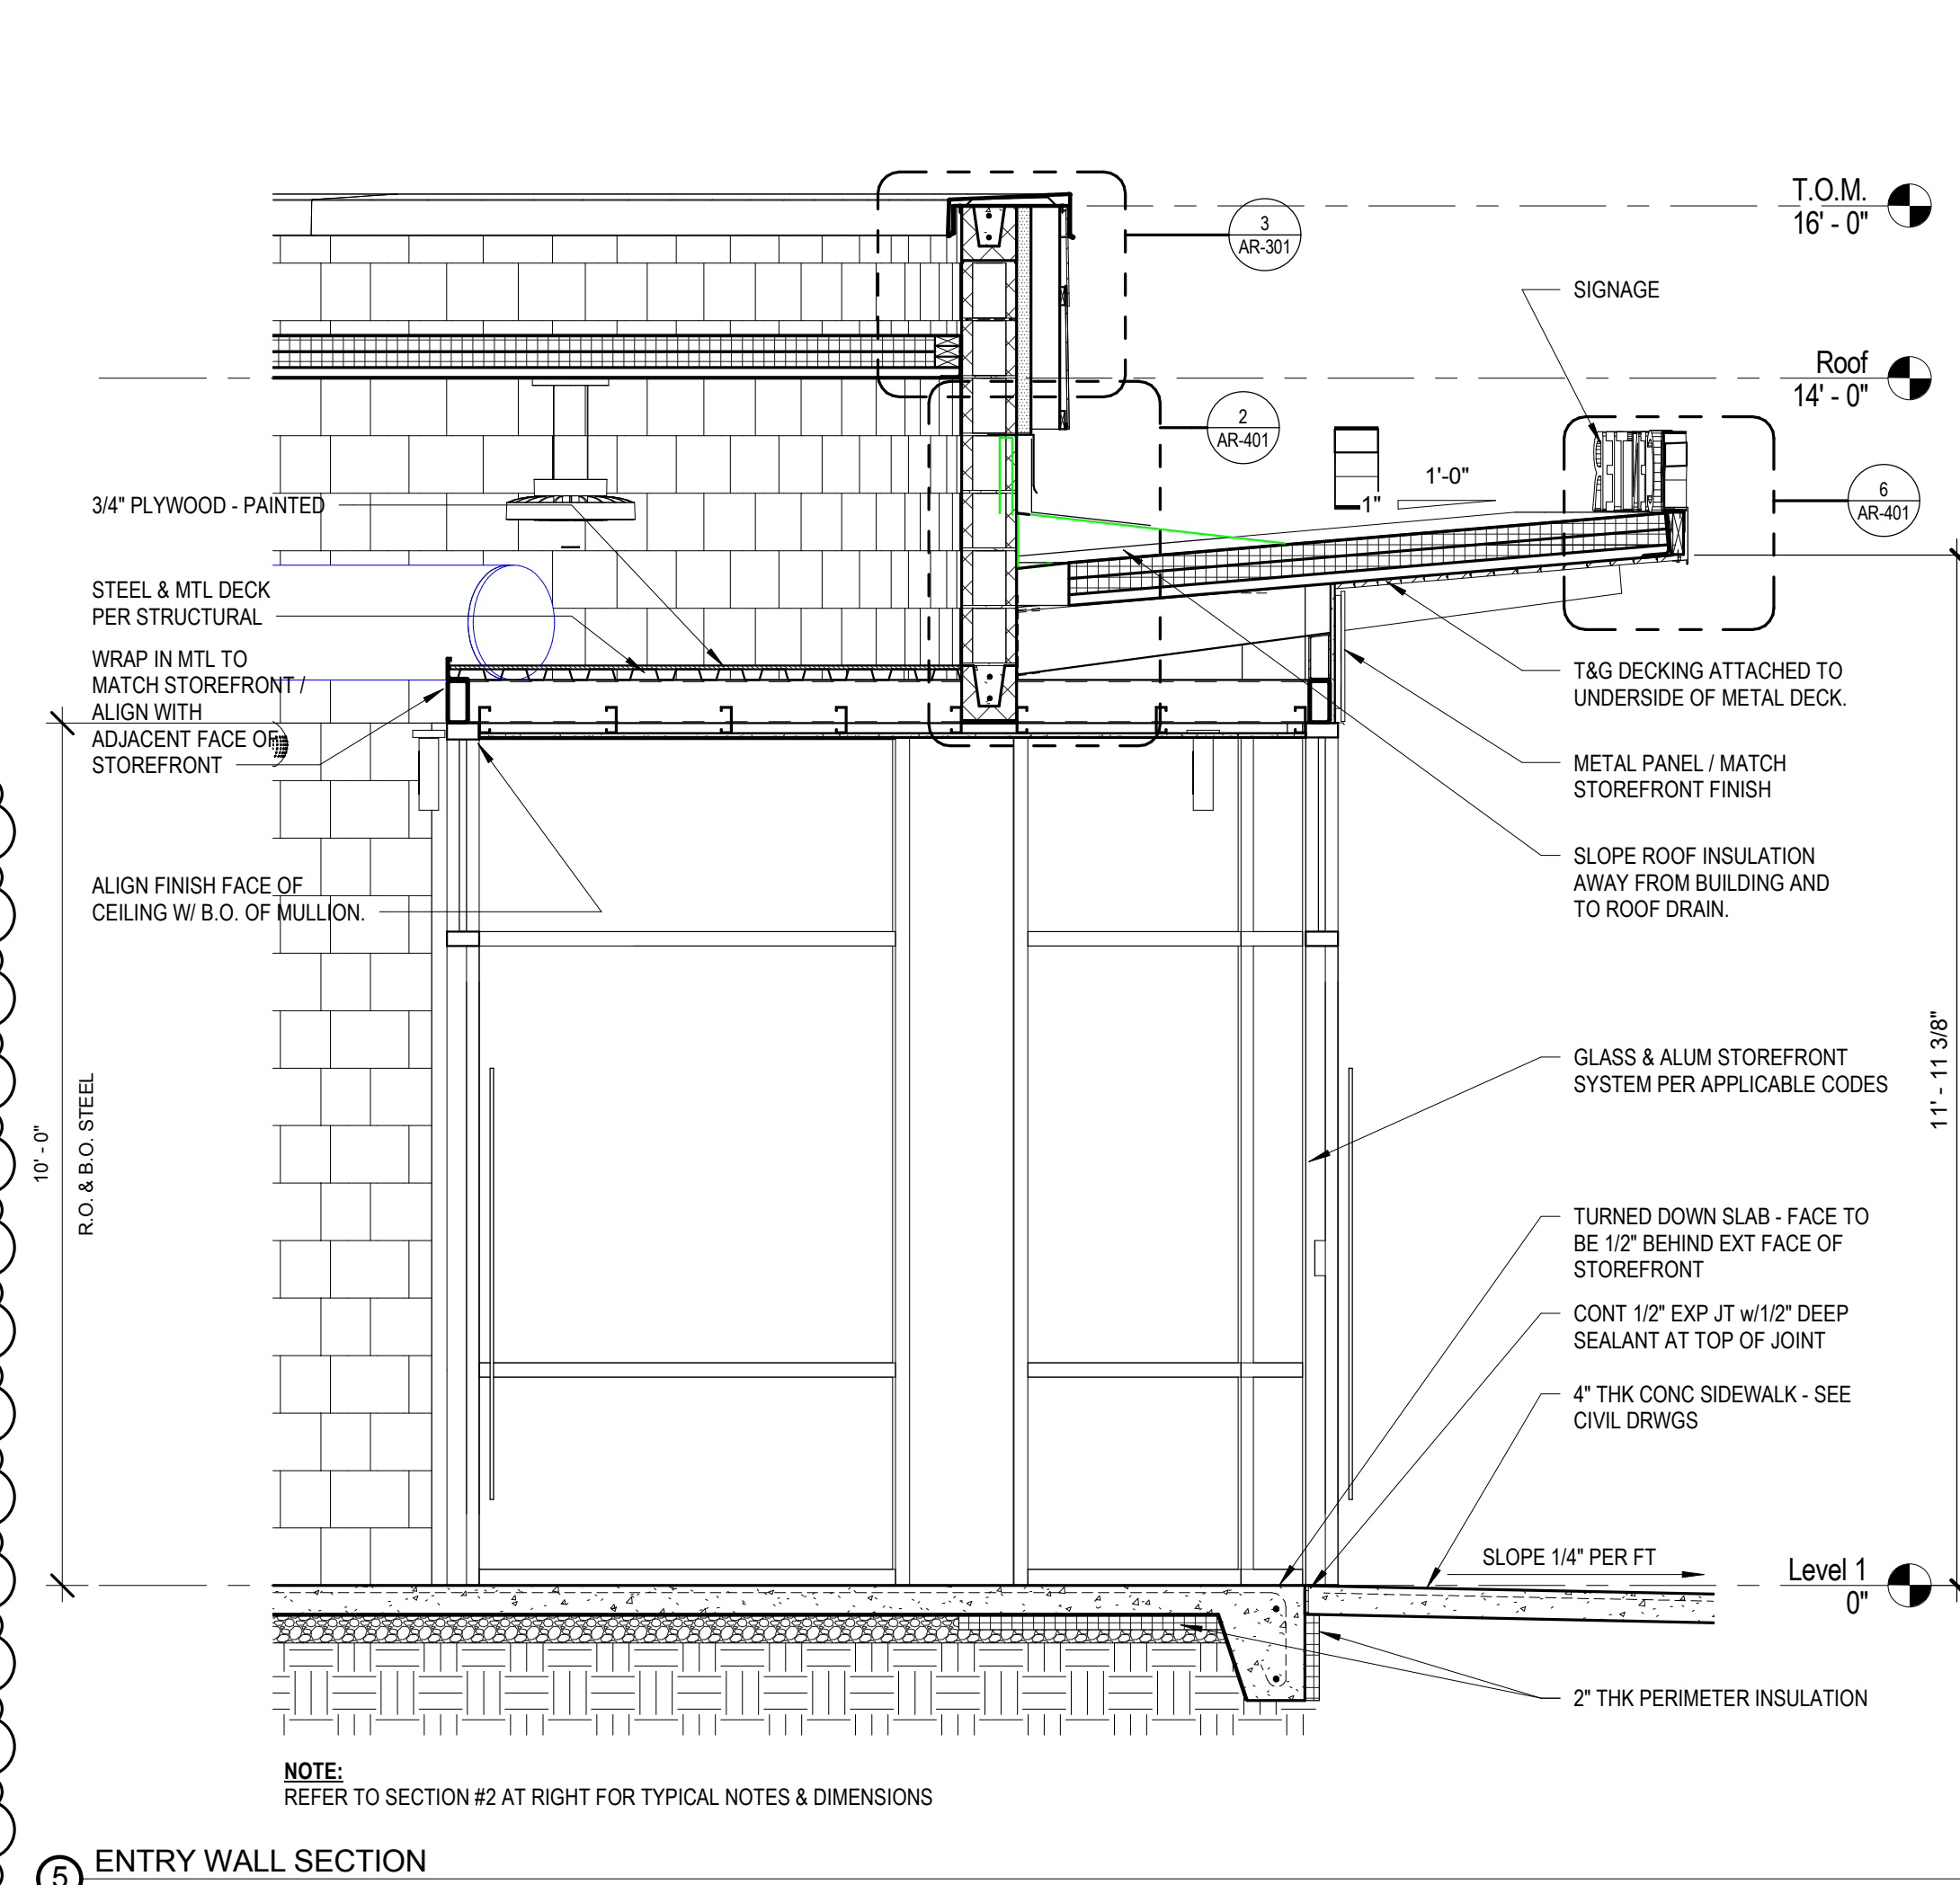 T.O.M.
16' - 0"
3
AR-301
SIGNAGE
Roof
14' - 0"
2
AR-401
1'-0"
1"
6
AR-401
3/4" PLYWOOD - PAINTED
STEEL & MTL DECK
PER STRUCTURAL
WRAP IN MTL TO
MATCH STOREFRONT /
ALIGN WITH
ADJACENT FACE OF
STOREFRONT
T&G DECKING ATTACHED TO
UNDERSIDE OF METAL DECK.
METAL PANEL / MATCH
STOREFRONT FINISH
SLOPE ROOF INSULATION
AWAY FROM BUILDING AND
TO ROOF DRAIN.
ALIGN FINISH FACE OF
CEILING W/ B.O. OF MULLION.
10' - 0"
R.O. & B.O. STEEL
11' - 11 3/8"
GLASS & ALUM STOREFRONT
SYSTEM PER APPLICABLE CODES
TURNED DOWN SLAB - FACE TO
BE 1/2" BEHIND EXT FACE OF
STOREFRONT
CONT 1/2" EXP JT w/1/2" DEEP
SEALANT AT TOP OF JOINT
4" THK CONC SIDEWALK - SEE
CIVIL DRWGS
SLOPE 1/4" PER FT
Level 1
0"
2" THK PERIMETER INSULATION
NOTE:
REFER TO SECTION #2 AT RIGHT FOR TYPICAL NOTES & DIMENSIONS
5 ENTRY WALL SECTION